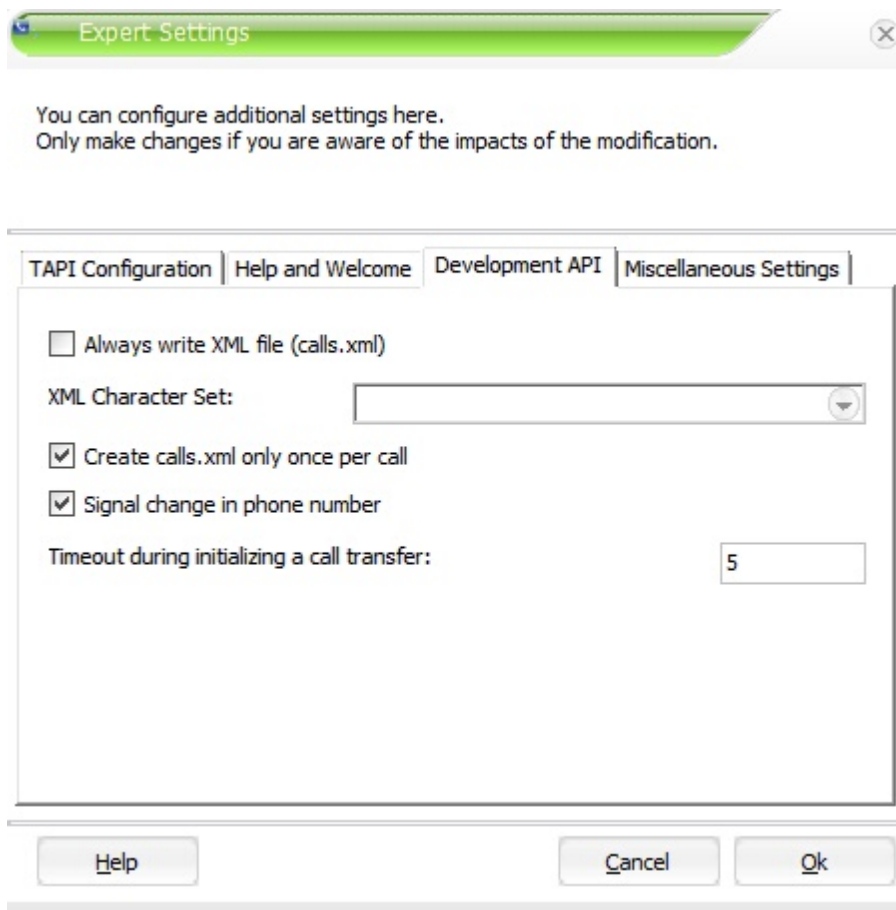 Expert Settings
You can configure additional settings here.
Only make changes if you are aware of the impacts of the modification.
TAPI Configuration
Help and Welcome
Development API
Miscellaneous Settings
Always write XML file (calls.xml)
XML Character Set:
Create calls.xml only once per call
Signal change in phone number
Timeout during initializing a call transfer:
5
Help
Cancel
Ok